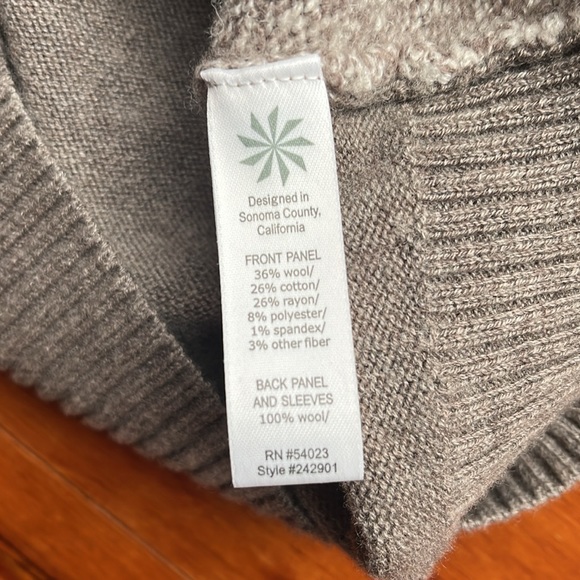 Designed in
Sonoma County,
California
FRONT PANEL
36% wool/
26% cotton/
26% rayon/
8% polyester/
1% spandex/
3% other fiber
BACK PANEL
AND SLEEVES
100% wool/
RN #54023
Style #242901